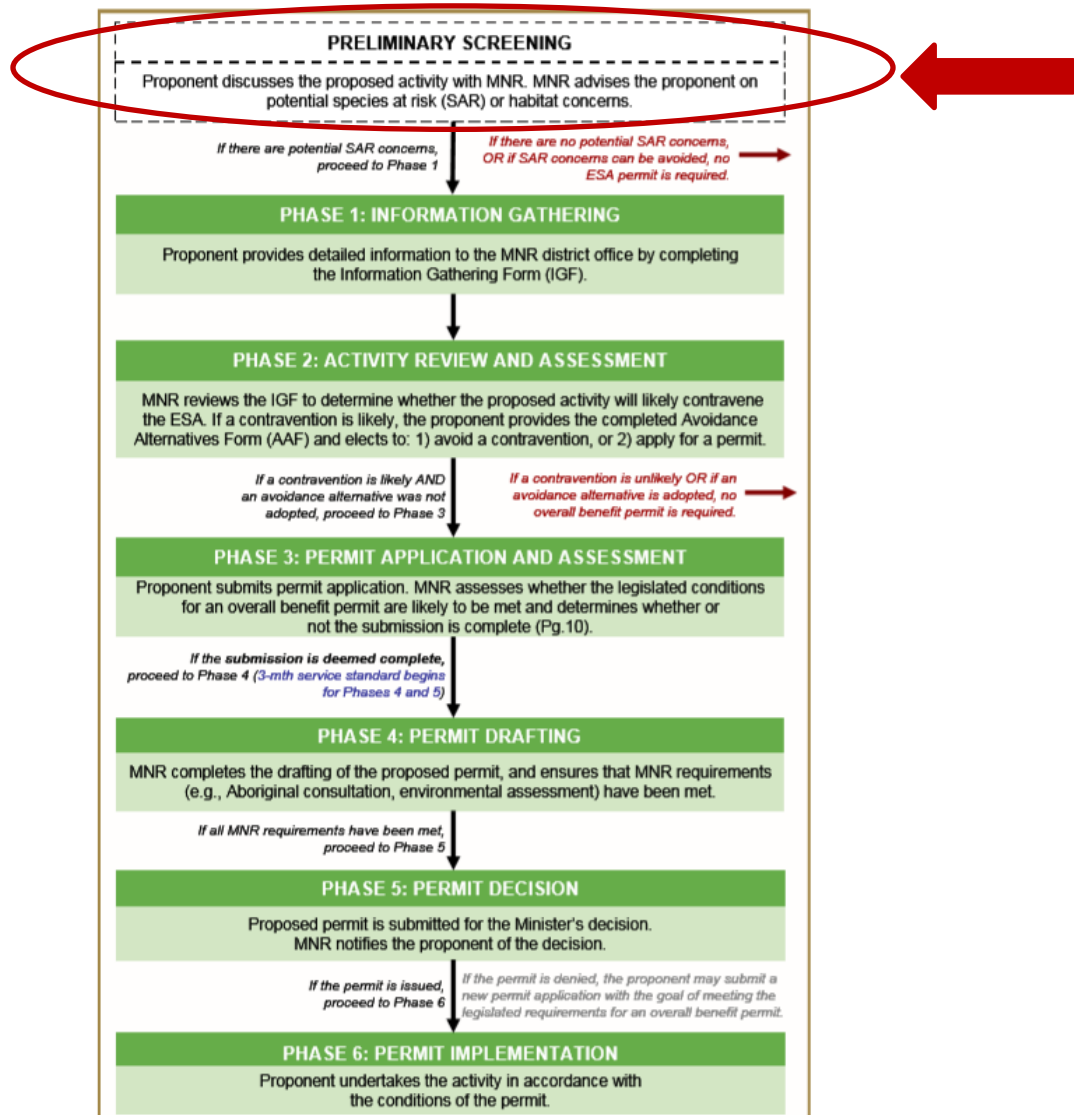 PRELIMINARY SCREENING
Proponent discusses the proposed activity with MNR. MNR advises the proponent on
potential species at risk (SAR) or habitat concerns.
If there are potential SAR concerns,
proceed to Phase 1
If there are no potential SAR concerns,
OR if SAR concerns can be avoided, no
ESA permit is required.
PHASE 1: INFORMATION GATHERING
Proponent provides detailed information to the MNR district office by completing
the Information Gathering Form (IGF).
PHASE 2: ACTIVITY REVIEW AND ASSESSMENT
MNR reviews the IGF to determine whether the proposed activity will likely contravene
the ESA. If a contravention is likely, the proponent provides the completed Avoidance
Alternatives Form (AAF) and elects to: 1) avoid a contravention, or 2) apply for a permit.
If a contravention is likely AND
an avoidance alternative was not
adopted, proceed to Phase 3
If a contravention is unlikely OR if an
avoidance alternative is adopted, no
overall benefit permit is required.
PHASE 3: PERMIT APPLICATION AND ASSESSMENT
Proponent submits permit application. MNR assesses whether the legislated conditions
for an overall benefit permit are likely to be met and determines whether or
not the submission is complete (Pg.10).
If the submission is deemed complete,
proceed to Phase 4 (3-mth service standard begins
for Phases 4 and 5)
PHASE 4: PERMIT DRAFTING
MNR completes the drafting of the proposed permit, and ensures that MNR requirements
(e.g., Aboriginal consultation, environmental assessment) have been met.
If all MNR requirements have been met,
proceed to Phase 5
PHASE 5: PERMIT DECISION
Proposed permit is submitted for the Minister's decision.
MNR notifies the proponent of the decision.
If the permit is issued,
proceed to Phase 6
If the permit is denied, the proponent may submit a
new permit application with the goal of meeting the
legislated requirements for an overall benefit permit.
PHASE 6: PERMIT IMPLEMENTATION
Proponent undertakes the activity in accordance with
the conditions of the permit.